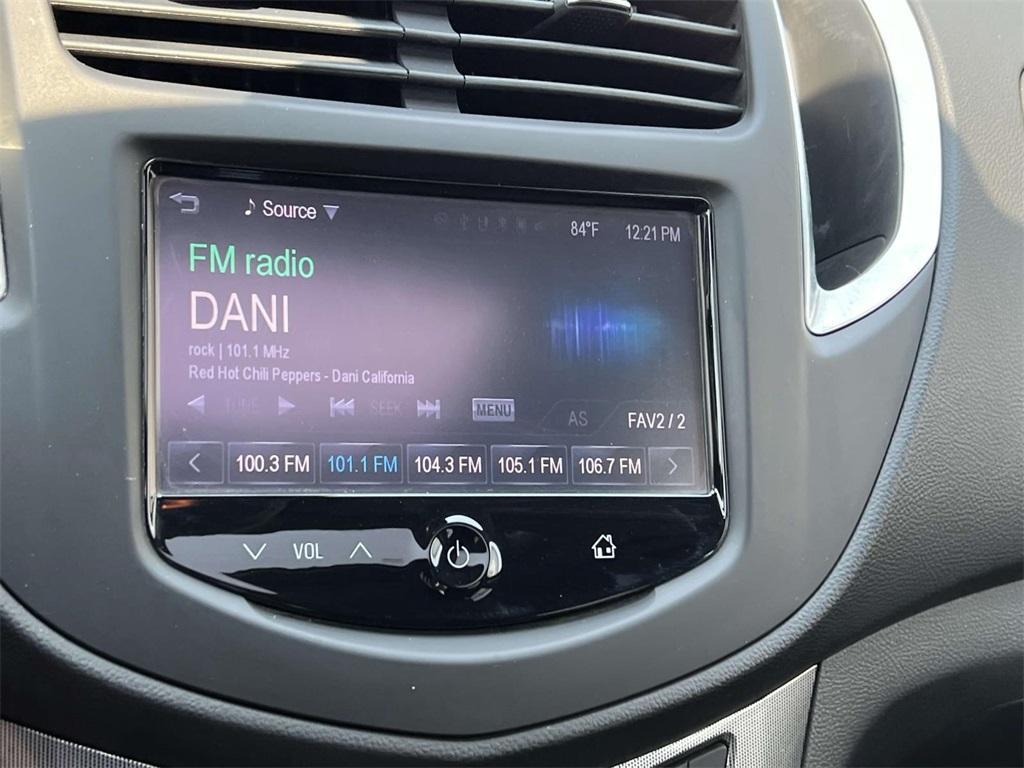 Source
84°F 12:21 PM
FM radio
DANI
rock | 101.1 MHz
Red Hot Chili Peppers - Dani California
TUNE SEEK MENU AS FAV2 / 2
100.3 FM 101.1 FM 104.3 FM 105.1 FM 106.7 FM
VOL